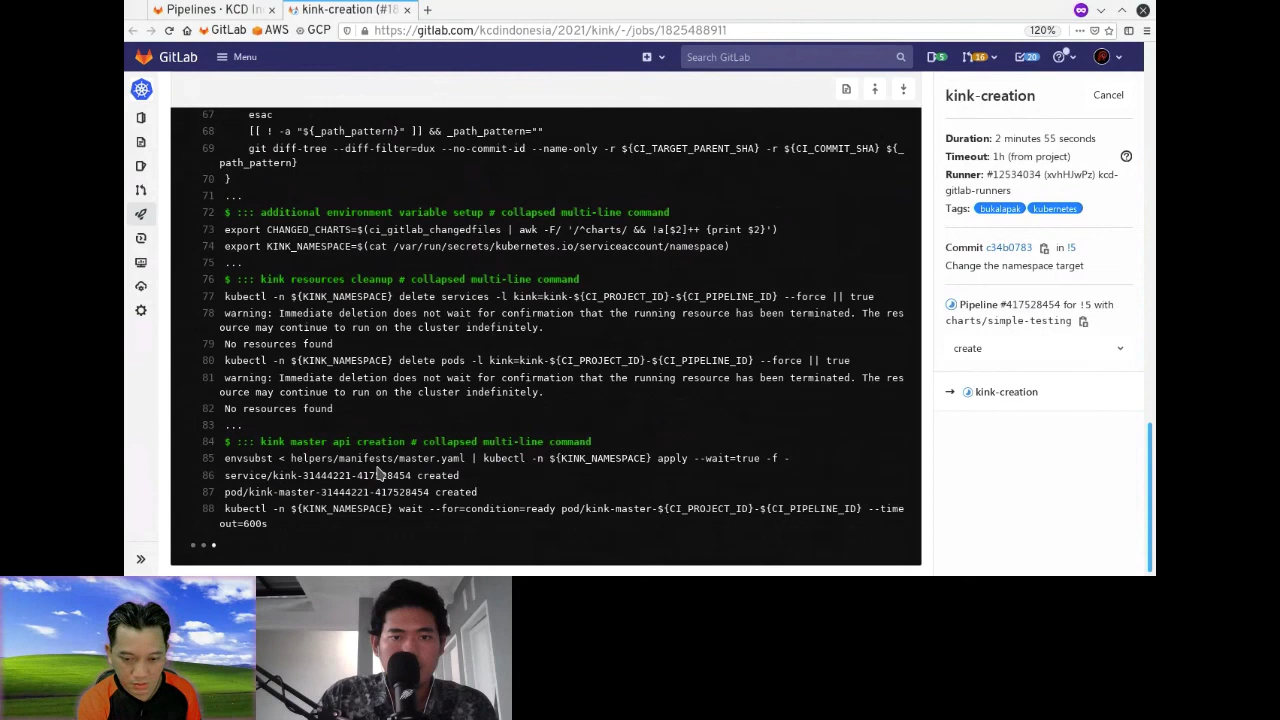 Pipelines · KCD In
kink-creation (#18
GitLab
AWS
GCP
https://gitlab.com/kcdindonesia/2021/kink/-/jobs/1825488911
120%
GitLab
Menu
Search GitLab
5
16
20
67 esac
68 [[ ! -a "${_path_pattern}" ]] && _path_pattern=""
69 git diff-tree --diff-filter=dux --no-commit-id --name-only -r ${CI_TARGET_PARENT_SHA} -r ${CI_COMMIT_SHA} ${_
path_pattern}
70 }
71 ...
72 $ ::: additional environment variable setup # collapsed multi-line command
73 export CHANGED_CHARTS=$(ci_gitlab_changedfiles | awk -F/ '/^charts/ && !a[$2]++ {print $2}')
74 export KINK_NAMESPACE=$(cat /var/run/secrets/kubernetes.io/serviceaccount/namespace)
75 ...
76 $ ::: kink resources cleanup # collapsed multi-line command
77 kubectl -n ${KINK_NAMESPACE} delete services -l kink=kink-${CI_PROJECT_ID}-${CI_PIPELINE_ID} --force || true
78 warning: Immediate deletion does not wait for confirmation that the running resource has been terminated. The res
ource may continue to run on the cluster indefinitely.
79 No resources found
80 kubectl -n ${KINK_NAMESPACE} delete pods -l kink=kink-${CI_PROJECT_ID}-${CI_PIPELINE_ID} --force || true
81 warning: Immediate deletion does not wait for confirmation that the running resource has been terminated. The res
ource may continue to run on the cluster indefinitely.
82 No resources found
83 ...
84 $ ::: kink master api creation # collapsed multi-line command
85 envsubst < helpers/manifests/master.yaml | kubectl -n ${KINK_NAMESPACE} apply --wait=true -f -
86 service/kink-31444221-417528454 created
87 pod/kink-master-31444221-417528454 created
88 kubectl -n ${KINK_NAMESPACE} wait --for=condition=ready pod/kink-master-${CI_PROJECT_ID}-${CI_PIPELINE_ID} --time
out=600s
kink-creation
Cancel
Duration: 2 minutes 55 seconds
Timeout: 1h (from project)
Runner: #12534034 (xvhHJwPz) kcd-
gitlab-runners
Tags: bukalapak kubernetes
Commit c34b0783 in !5
Change the namespace target
Pipeline #417528454 for !5 with
charts/simple-testing
create
→ kink-creation